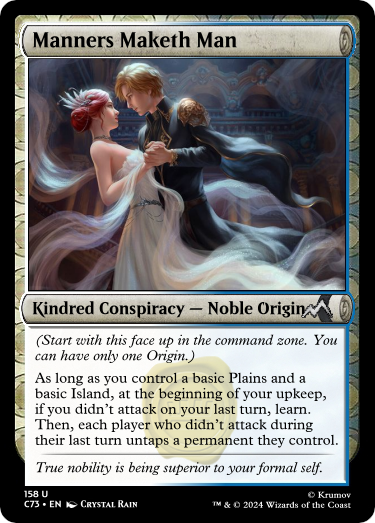 Manners Maketh Man
Kindred Conspiracy — Noble Origin
(Start with this face up in the command zone. You
can have only one Origin.)
As long as you control a basic Plains and a
basic Island, at the beginning of your upkeep,
if you didn't attack on your last turn, learn.
Then, each player who didn't attack during
their last turn untaps a permanent they control.
True nobility is being superior to your formal self.
158 U
C73 • EN Crystal Rain
© Krumov
™ & © 2024 Wizards of the Coast